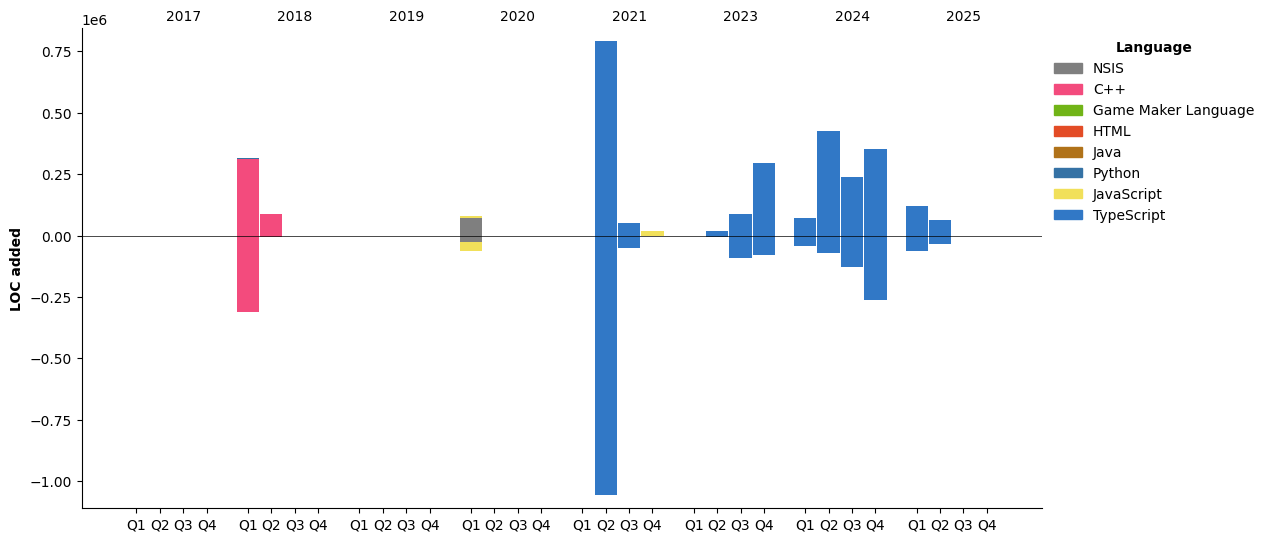 2017 2018 2019 2020 2021 2023 2024 2025
1e6
0.75
0.50
0.25
0.00
−0.25
−0.50
−0.75
−1.00
LOC added
Q1 Q2 Q3 Q4 Q1 Q2 Q3 Q4 Q1 Q2 Q3 Q4 Q1 Q2 Q3 Q4 Q1 Q2 Q3 Q4 Q1 Q2 Q3 Q4 Q1 Q2 Q3 Q4 Q1 Q2 Q3 Q4
Language
NSIS
C++
Game Maker Language
HTML
Java
Python
JavaScript
TypeScript